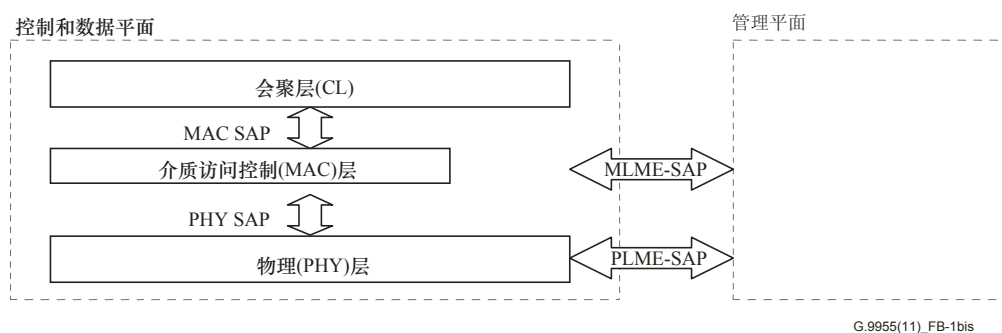 控制和数据平面
管理平面
会聚层(CL)
MAC SAP
介质访问控制(MAC)层
MLME-SAP
PHY SAP
物理(PHY)层
PLME-SAP
G.9955(11)_FB-1bis